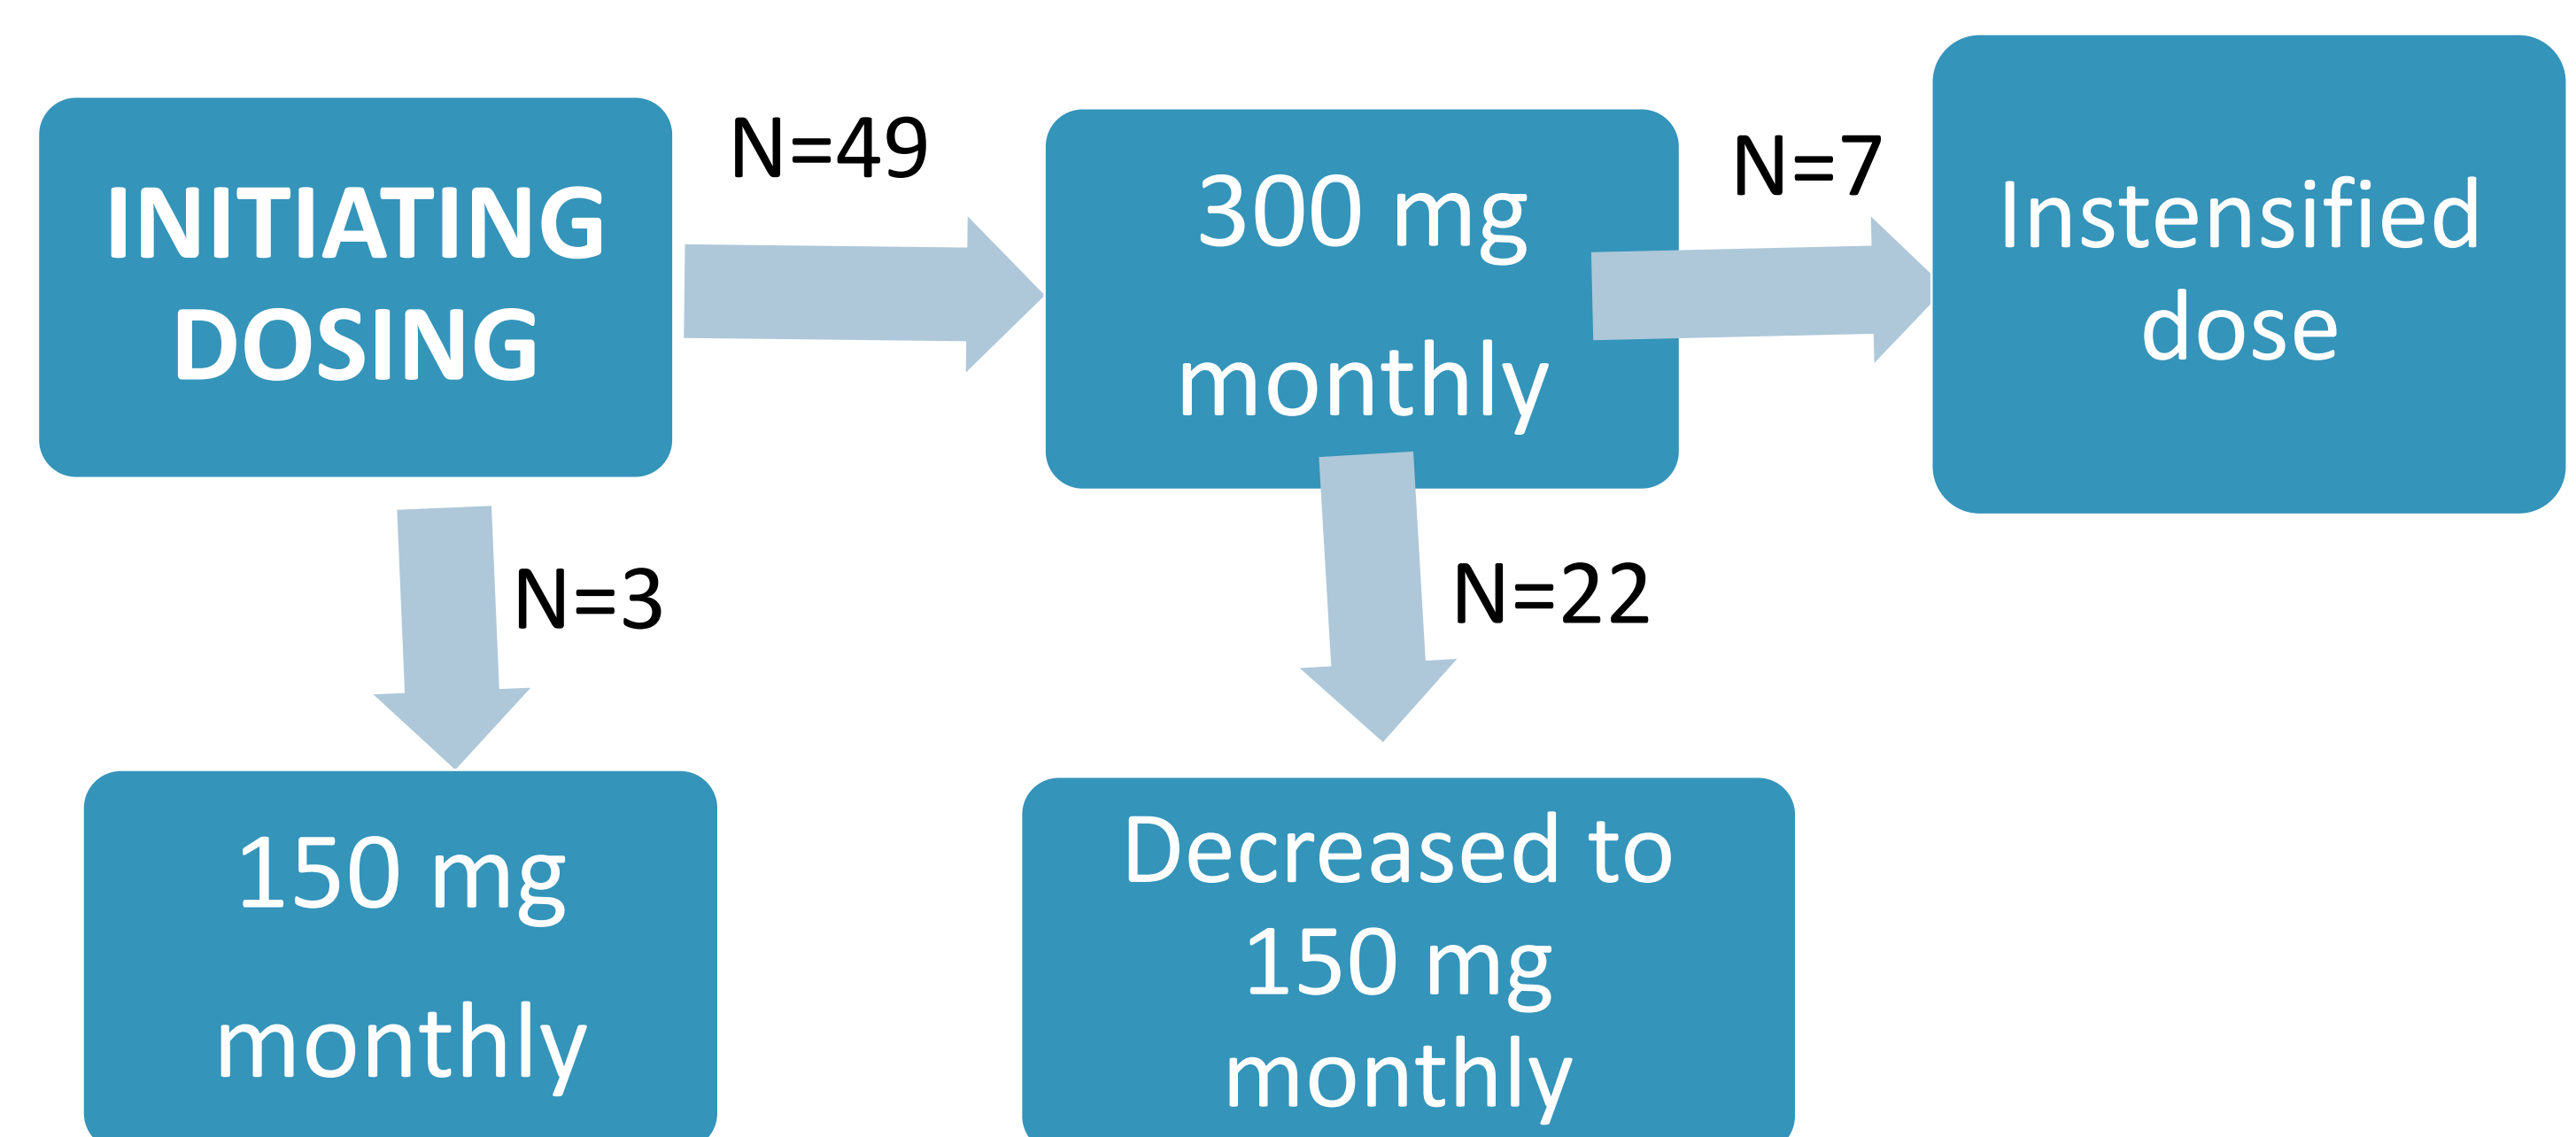 INITIATING
DOSING
N=49
300 mg
monthly
N=7
Instensified
dose
N=3
N=22
150 mg
monthly
Decreased to
150 mg
monthly